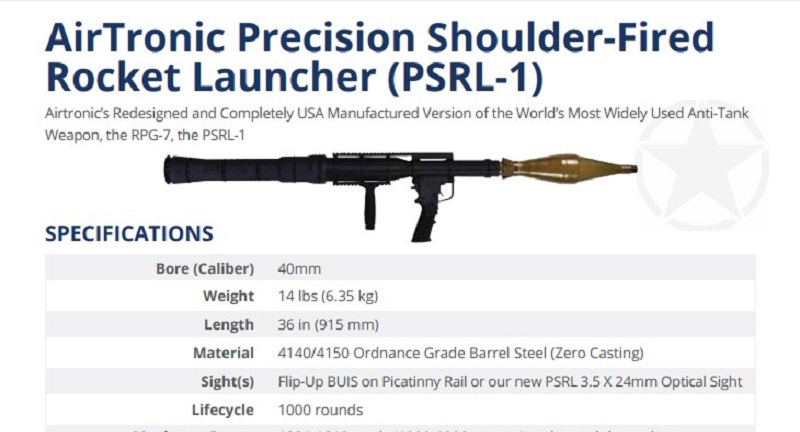 AirTronic Precision Shoulder-Fired
Rocket Launcher (PSRL-1)
Airtronic's Redesigned and Completely USA Manufactured Version of the World's Most Widely Used Anti-Tank
Weapon, the RPG-7, the PSRL-1
SPECIFICATIONS
Bore (Caliber) 40mm
Weight 14 lbs (6.35 kg)
Length 36 in (915 mm)
Material 4140/4150 Ordnance Grade Barrel Steel (Zero Casting)
Sight(s) Flip-Up BUIS on Picatinny Rail or our new PSRL 3.5 X 24mm Optical Sight
Lifecycle 1000 rounds